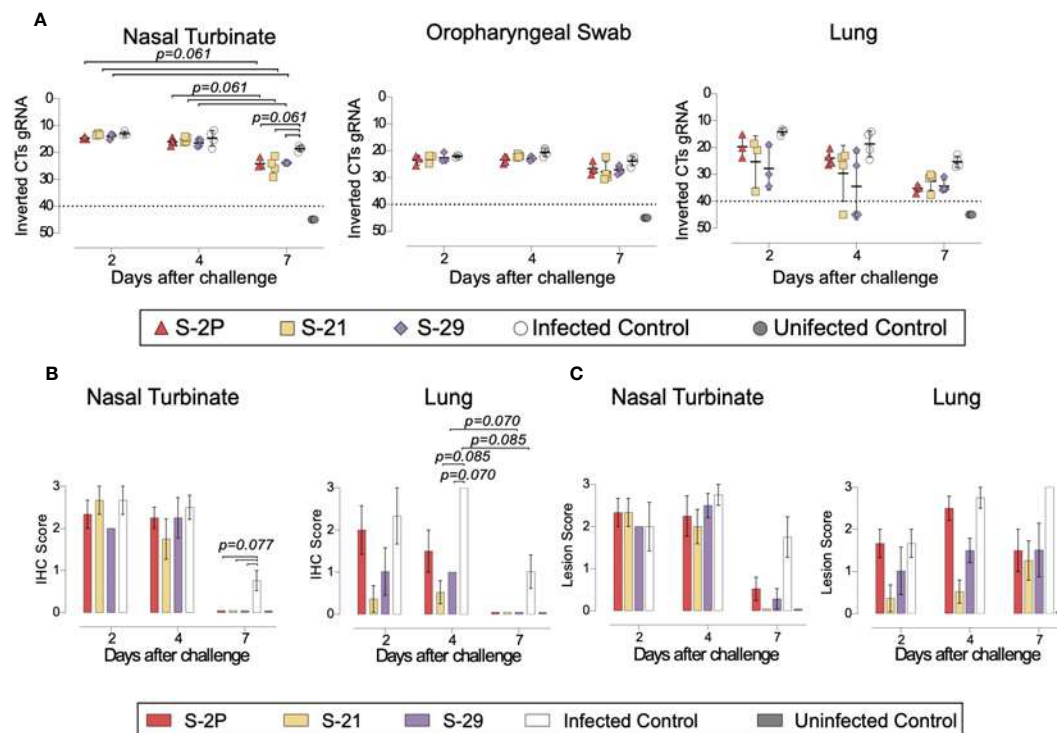 A
Nasal Turbinate
Oropharyngeal Swab
Lung
p=0.061
p=0.061
p=0.061
Inverted CTs gRNA
0
10
20
30
40
50
2
4
7
Days after challenge
Inverted CTs gRNA
0
10
20
30
40
50
2
4
7
Days after challenge
Inverted CTs gRNA
0
10
20
30
40
50
2
4
7
Days after challenge
S-2P S-21 S-29 Infected Control Unifected Control
B
Nasal Turbinate
Lung
p=0.077
IHC Score
3
2
1
0
2
4
7
Days after challenge
p=0.070
p=0.085
p=0.085
p=0.070
IHC Score
3
2
1
0
2
4
7
Days after challenge
C
Nasal Turbinate
Lung
Lesion Score
3
2
1
0
2
4
7
Days after challenge
Lesion Score
3
2
1
0
2
4
7
Days after challenge
S-2P S-21 S-29 Infected Control Uninfected Control